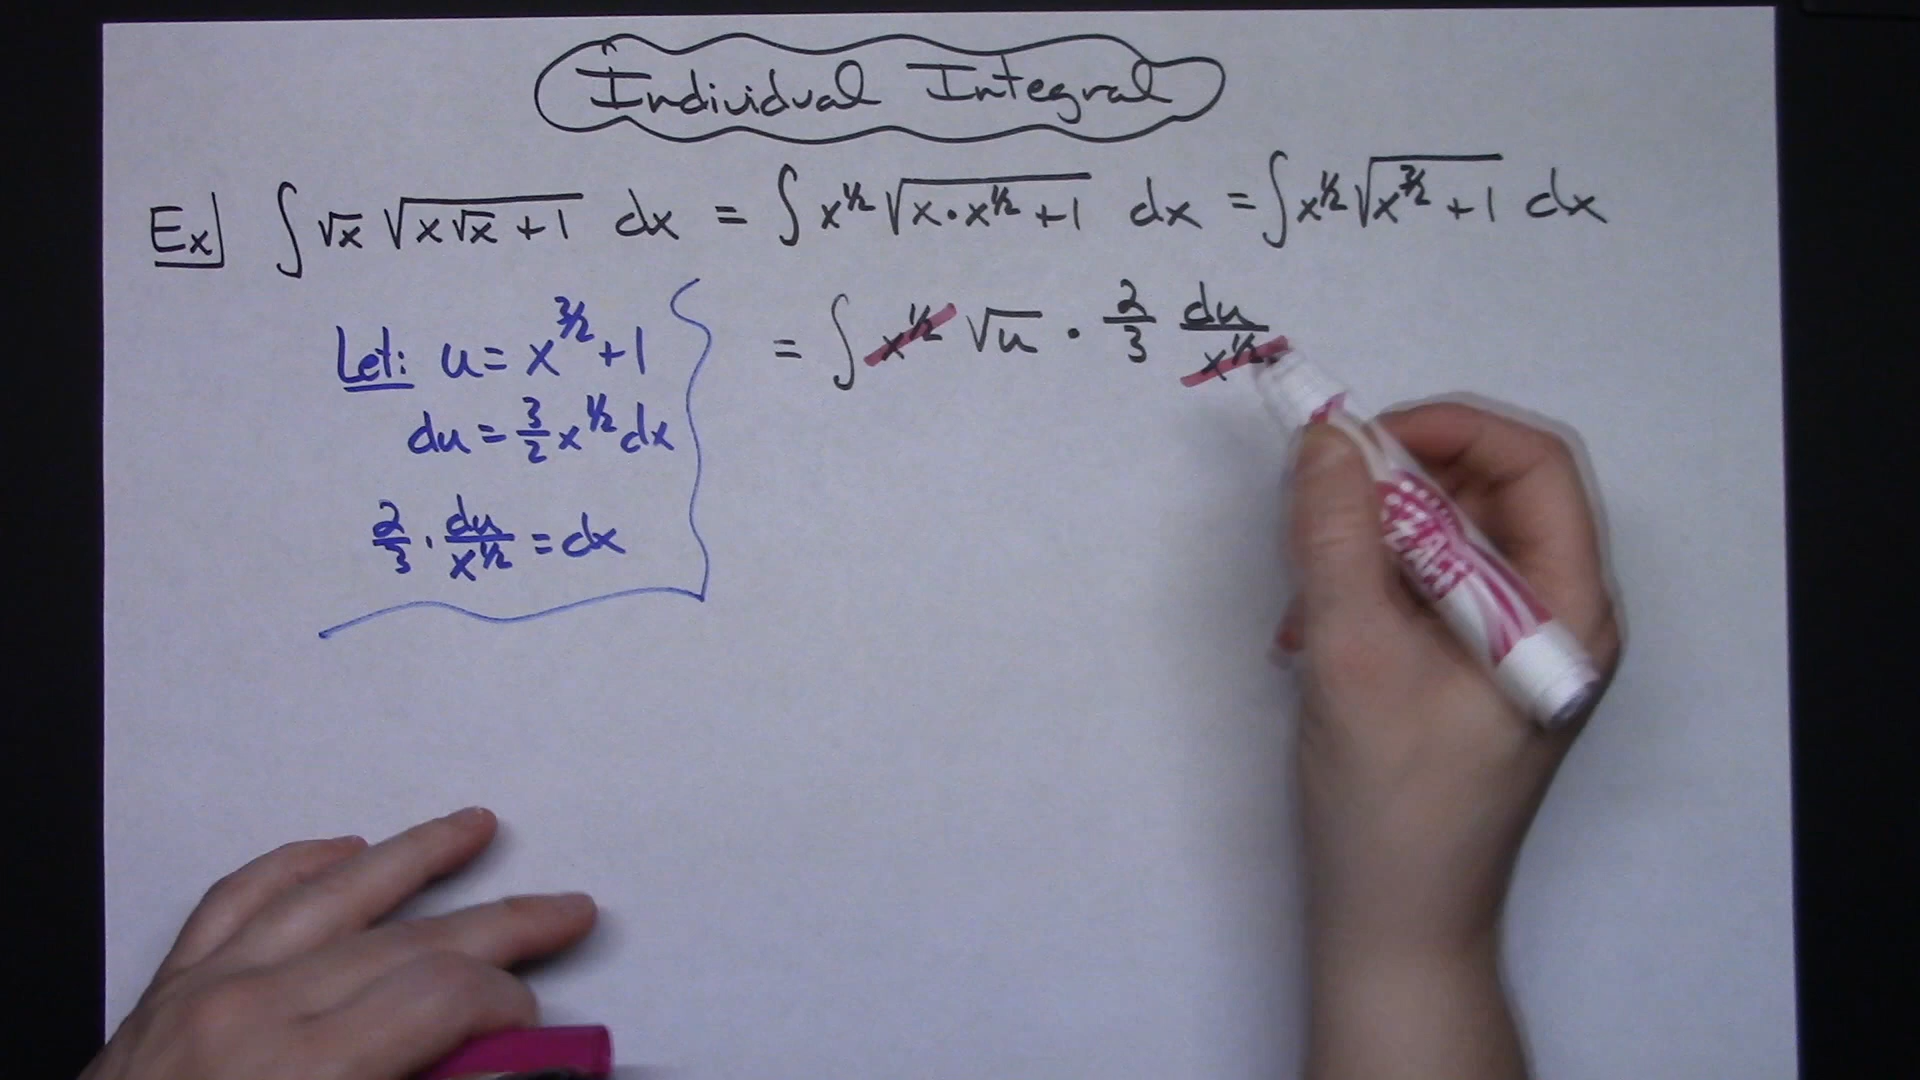 Individual Integral
Ex] ∫ √x √(x√x + 1) dx = ∫ x^{1/2} √(x · x^{1/2} + 1) dx = ∫ x^{1/2} √(x^{3/2} + 1) dx
= ∫ x^{1/2} √u · 2/3 du/x^{1/2}
Let: u = x^{3/2} + 1
du = 3/2 x^{1/2} dx
2/3 · du/x^{1/2} = dx